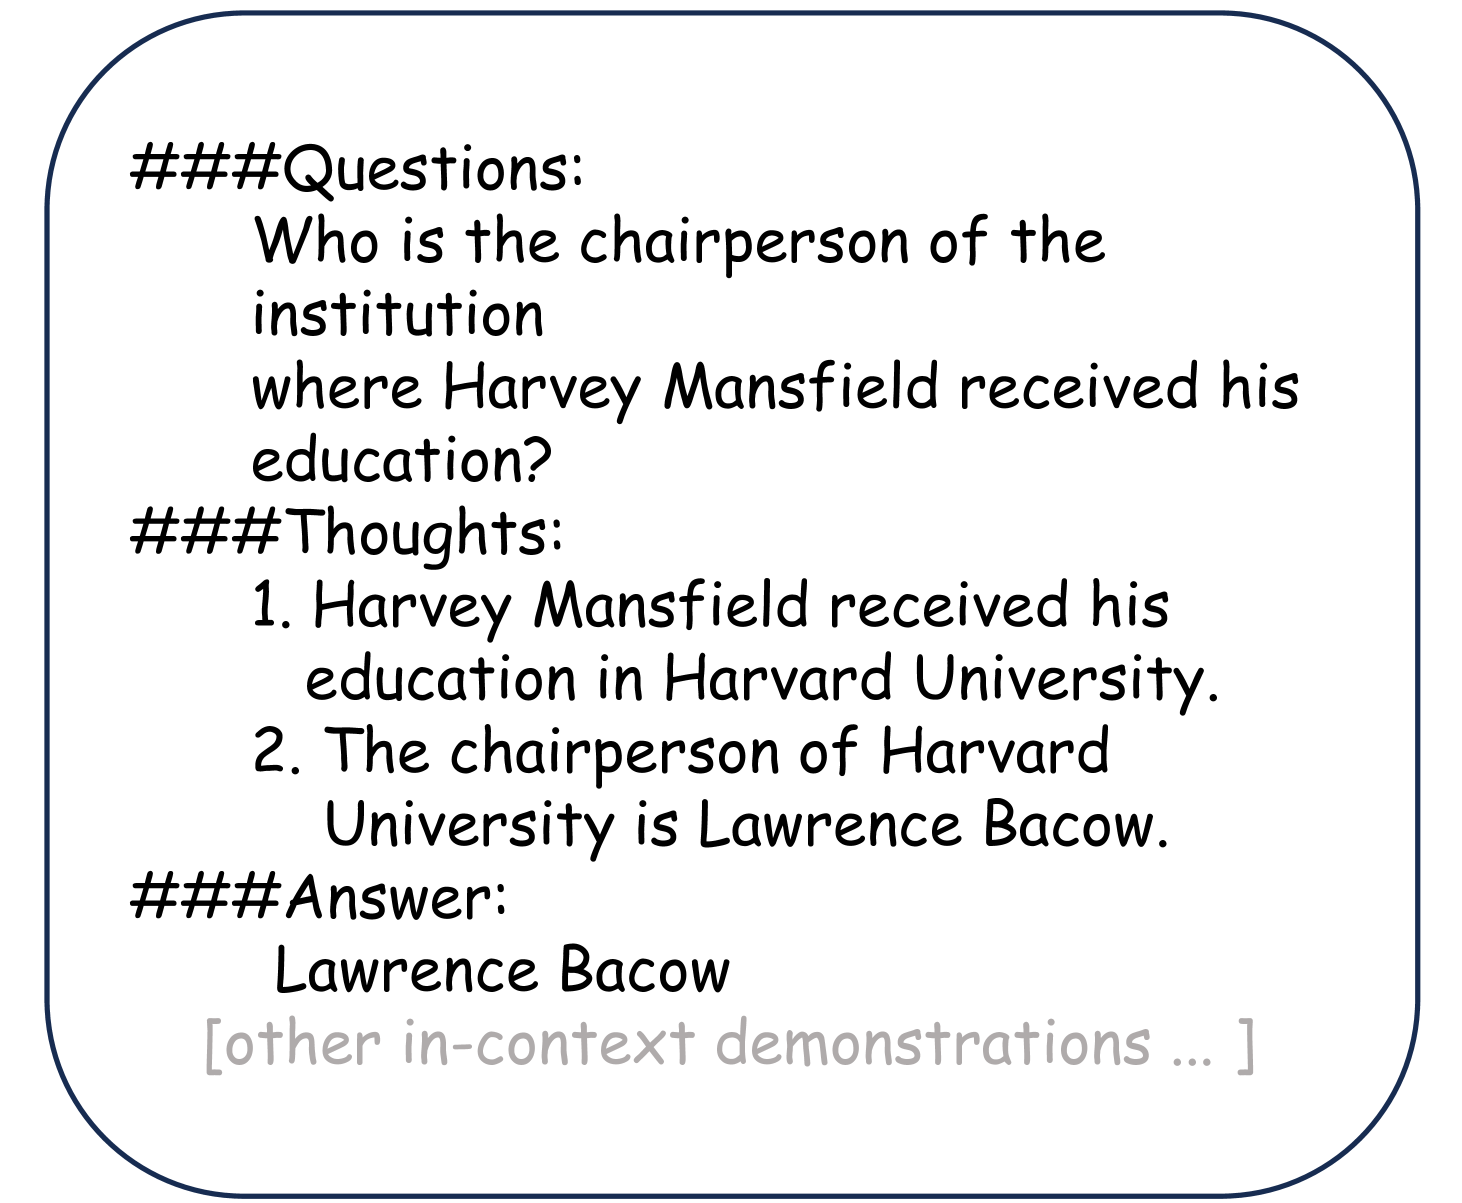 ###Questions:
Who is the chairperson of the
institution
where Harvey Mansfield received his
education?
###Thoughts:
1. Harvey Mansfield received his
education in Harvard University.
2. The chairperson of Harvard
University is Lawrence Bacow.
###Answer:
Lawrence Bacow
[other in-context demonstrations ... ]